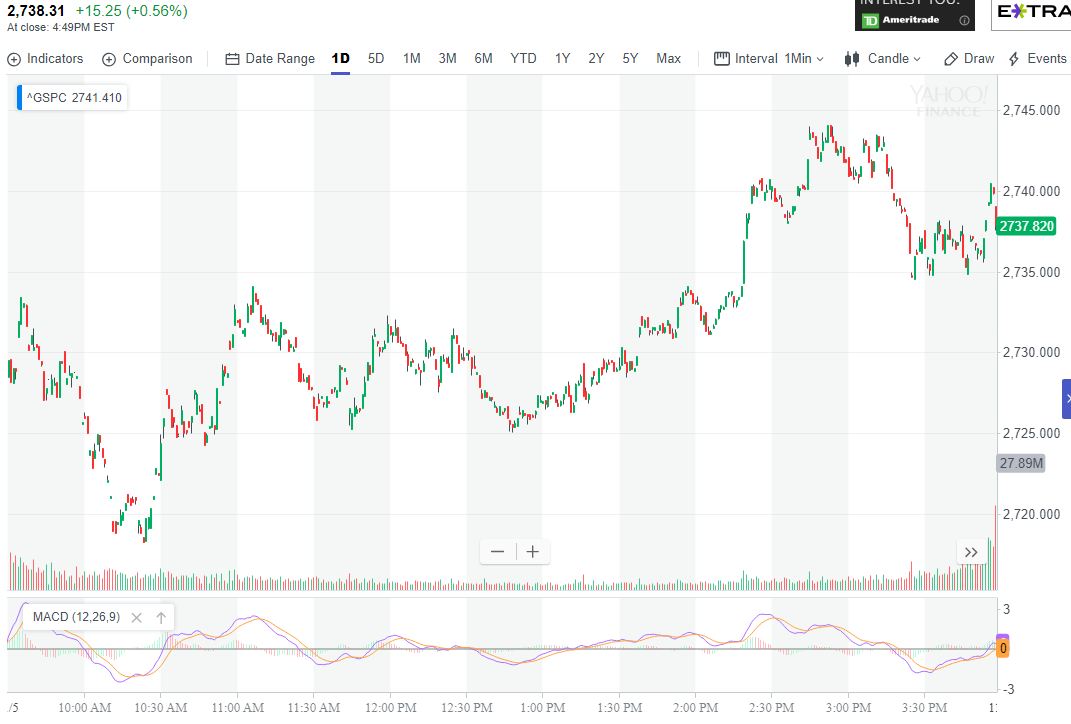 2,738.31 +15.25 (+0.56%)
At close: 4:49PM EST
INTEREST YOU.
TD Ameritrade
E*TRA
Indicators Comparison Date Range 1D 5D 1M 3M 6M YTD 1Y 2Y 5Y Max Interval 1Min Candle Draw Events
^GSPC 2741.410
YAHOO!
FINANCE
2,745.000
2,740.000
2737.820
2,735.000
2,730.000
2,725.000
27.89M
2,720.000
MACD (12,26,9)
3
0
-3
/5 10:00 AM 10:30 AM 11:00 AM 11:30 AM 12:00 PM 12:30 PM 1:00 PM 1:30 PM 2:00 PM 2:30 PM 3:00 PM 3:30 PM 1: